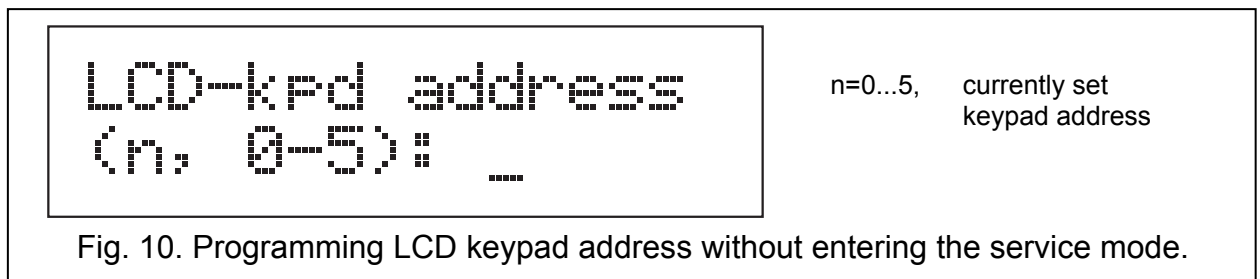 LCD-kpd address
(n, 0-5): _
n=0...5, currently set
keypad address
Fig. 10. Programming LCD keypad address without entering the service mode.